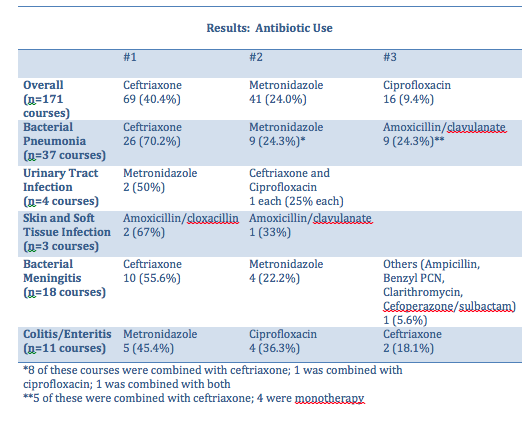 Results: Antibiotic Use
#1 #2 #3
Overall Ceftriaxone Metronidazole Ciprofloxacin
(n=171 69 (40.4%) 41 (24.0%) 16 (9.4%)
courses)
Bacterial Ceftriaxone Metronidazole Amoxicillin/clavulanate
Pneumonia 26 (70.2%) 9 (24.3%)* 9 (24.3%)**
(n=37 courses)
Urinary Tract Metronidazole Ceftriaxone and
Infection 2 (50%) Ciprofloxacin
(n=4 courses) 1 each (25% each)
Skin and Soft Amoxicillin/cloxacillin Amoxicillin/clavulanate
Tissue Infection 2 (67%) 1 (33%)
(n=3 courses)
Bacterial Ceftriaxone Metronidazole Others (Ampicillin,
Meningitis 10 (55.6%) 4 (22.2%) Benzyl PCN,
(n=18 courses) Clarithromycin,
Cefoperazone/sulbactam)
1 (5.6%)
Colitis/Enteritis Metronidazole Ciprofloxacin Ceftriaxone
(n=11 courses) 5 (45.4%) 4 (36.3%) 2 (18.1%)
*8 of these courses were combined with ceftriaxone; 1 was combined with
ciprofloxacin; 1 was combined with both
**5 of these were combined with ceftriaxone; 4 were monotherapy